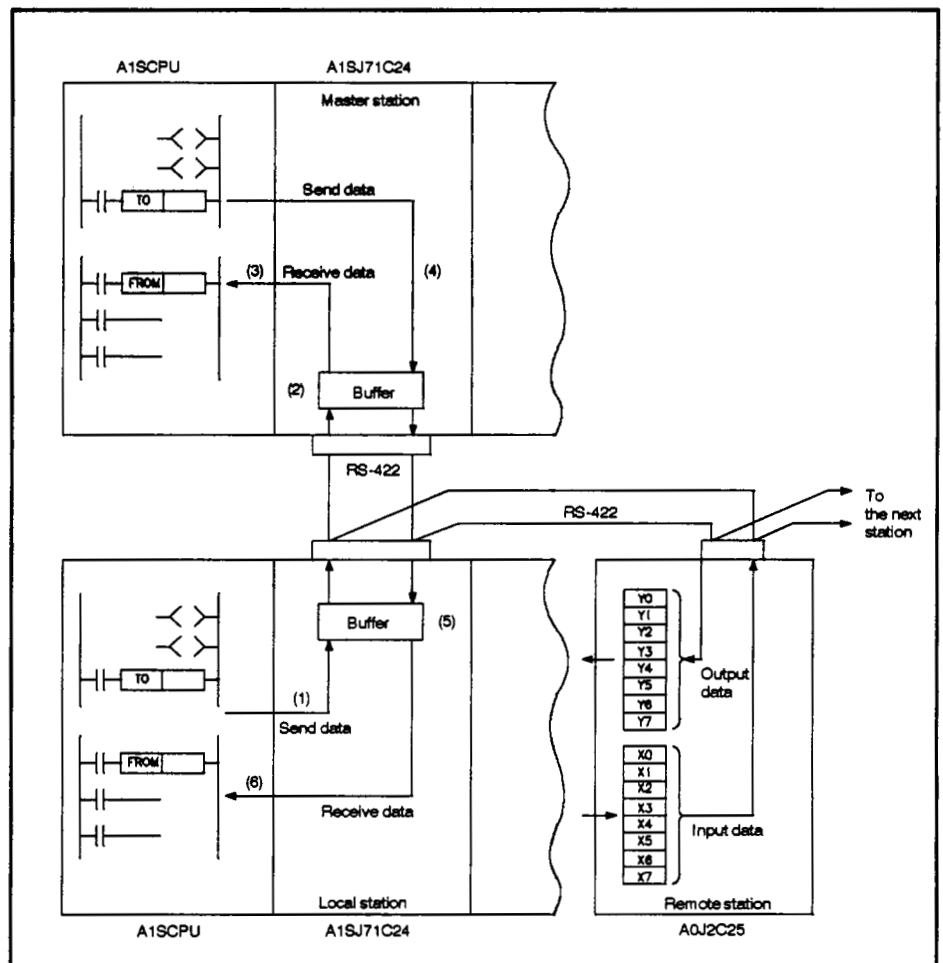 A1SCPU
A1SJ71C24
Master station
TO
Send data
(3)
Receive data
(4)
FROM
(2)
Buffer
RS-422
RS-422
To
the next
station
Buffer
(5)
TO
(1)
Send data
FROM
(6)
Receive data
Local station
A1SCPU
A1SJ71C24
Y0
Y1
Y2
Y3
Y4
Y5
Y6
Y7
Output
data
X0
X1
X2
X3
X4
X5
X6
X7
Input data
Remote station
A0J2C25